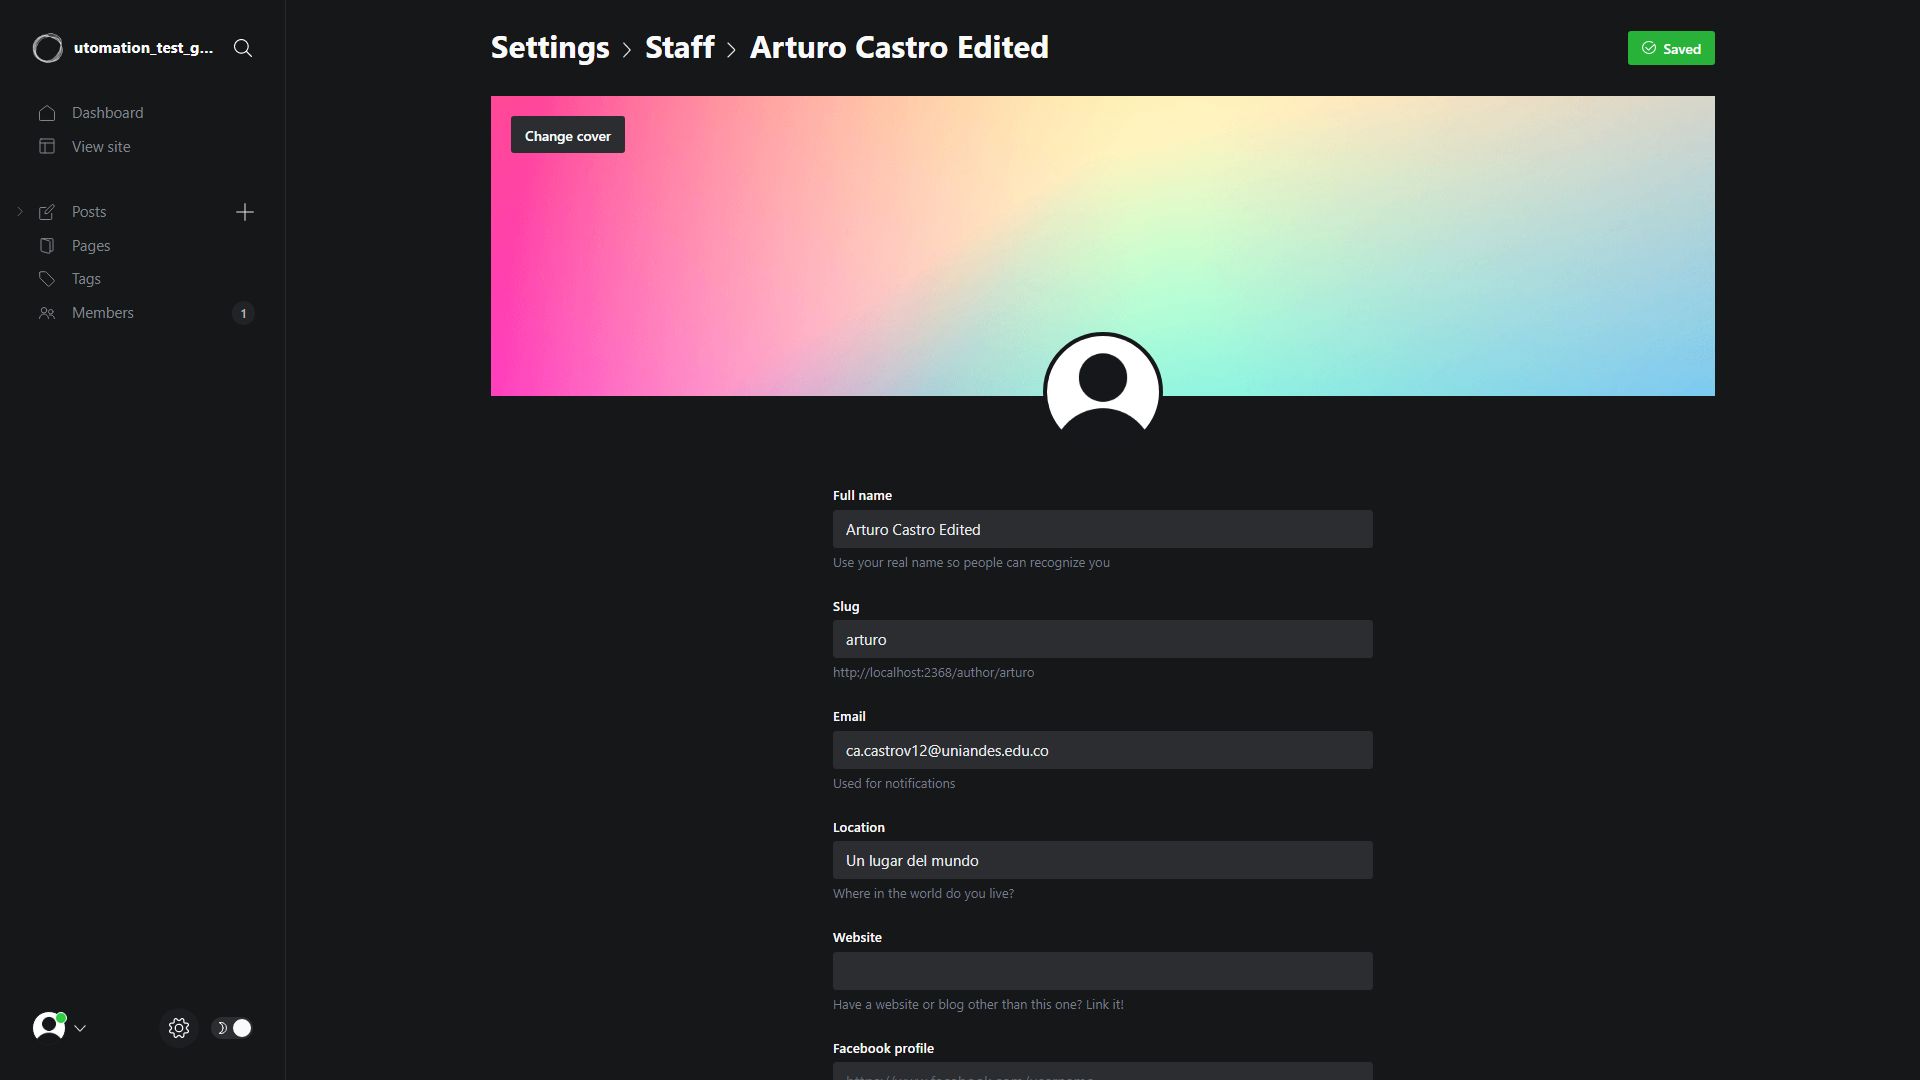 utomation_test_g...
Dashboard
View site
Posts
Pages
Tags
Members
1
Settings
Staff
Arturo Castro Edited
Saved
Change cover
Full name
Arturo Castro Edited
Use your real name so people can recognize you
Slug
arturo
http://localhost:2368/author/arturo
Email
ca.castrov12@uniandes.edu.co
Used for notifications
Location
Un lugar del mundo
Where in the world do you live?
Website
Have a website or blog other than this one? Link it!
Facebook profile